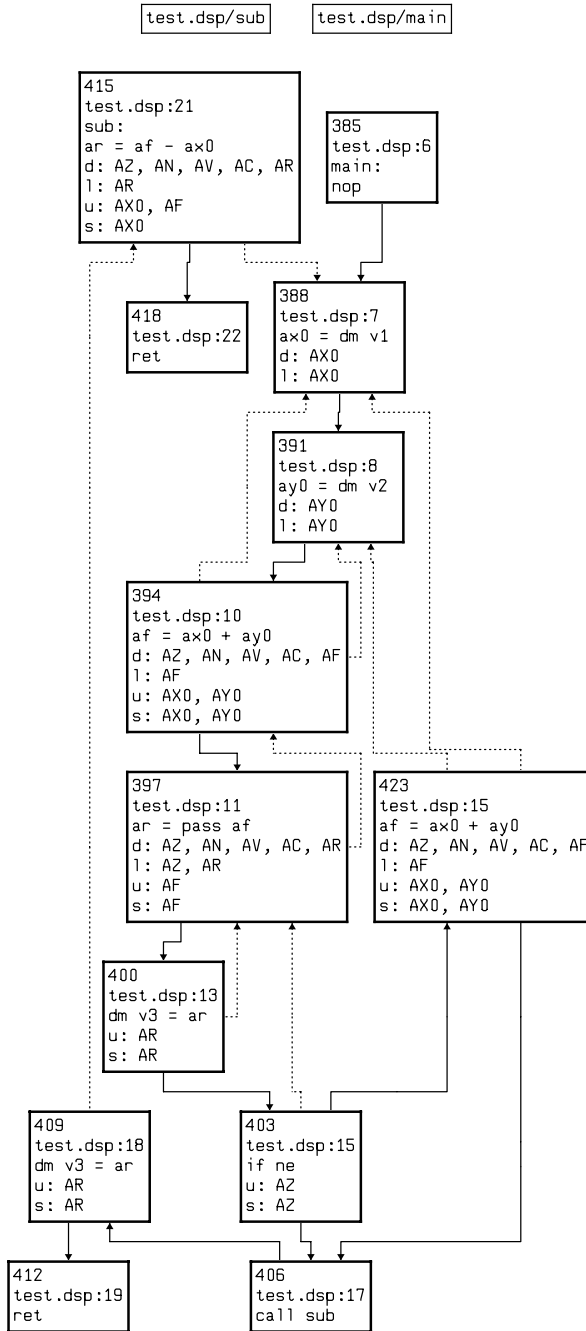 test.dsp/sub
test.dsp/main
415
test.dsp:21
sub:
ar = af - ax0
d: AZ, AN, AV, AC, AR
l: AR
u: AX0, AF
s: AX0
385
test.dsp:6
main:
nop
418
test.dsp:22
ret
388
test.dsp:7
ax0 = dm v1
d: AX0
l: AX0
391
test.dsp:8
ay0 = dm v2
d: AY0
l: AY0
394
test.dsp:10
af = ax0 + ay0
d: AZ, AN, AV, AC, AF
l: AF
u: AX0, AY0
s: AX0, AY0
397
test.dsp:11
ar = pass af
d: AZ, AN, AV, AC, AR
l: AZ, AR
u: AF
s: AF
423
test.dsp:15
af = ax0 + ay0
d: AZ, AN, AV, AC, AF
l: AF
u: AX0, AY0
s: AX0, AY0
400
test.dsp:13
dm v3 = ar
u: AR
s: AR
409
test.dsp:18
dm v3 = ar
u: AR
s: AR
403
test.dsp:15
if ne
u: AZ
s: AZ
412
test.dsp:19
ret
406
test.dsp:17
call sub